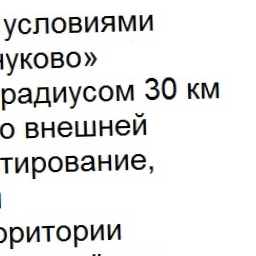 условиями
нуково»
радиусом 30 км
о внешней
тирование,
рритории